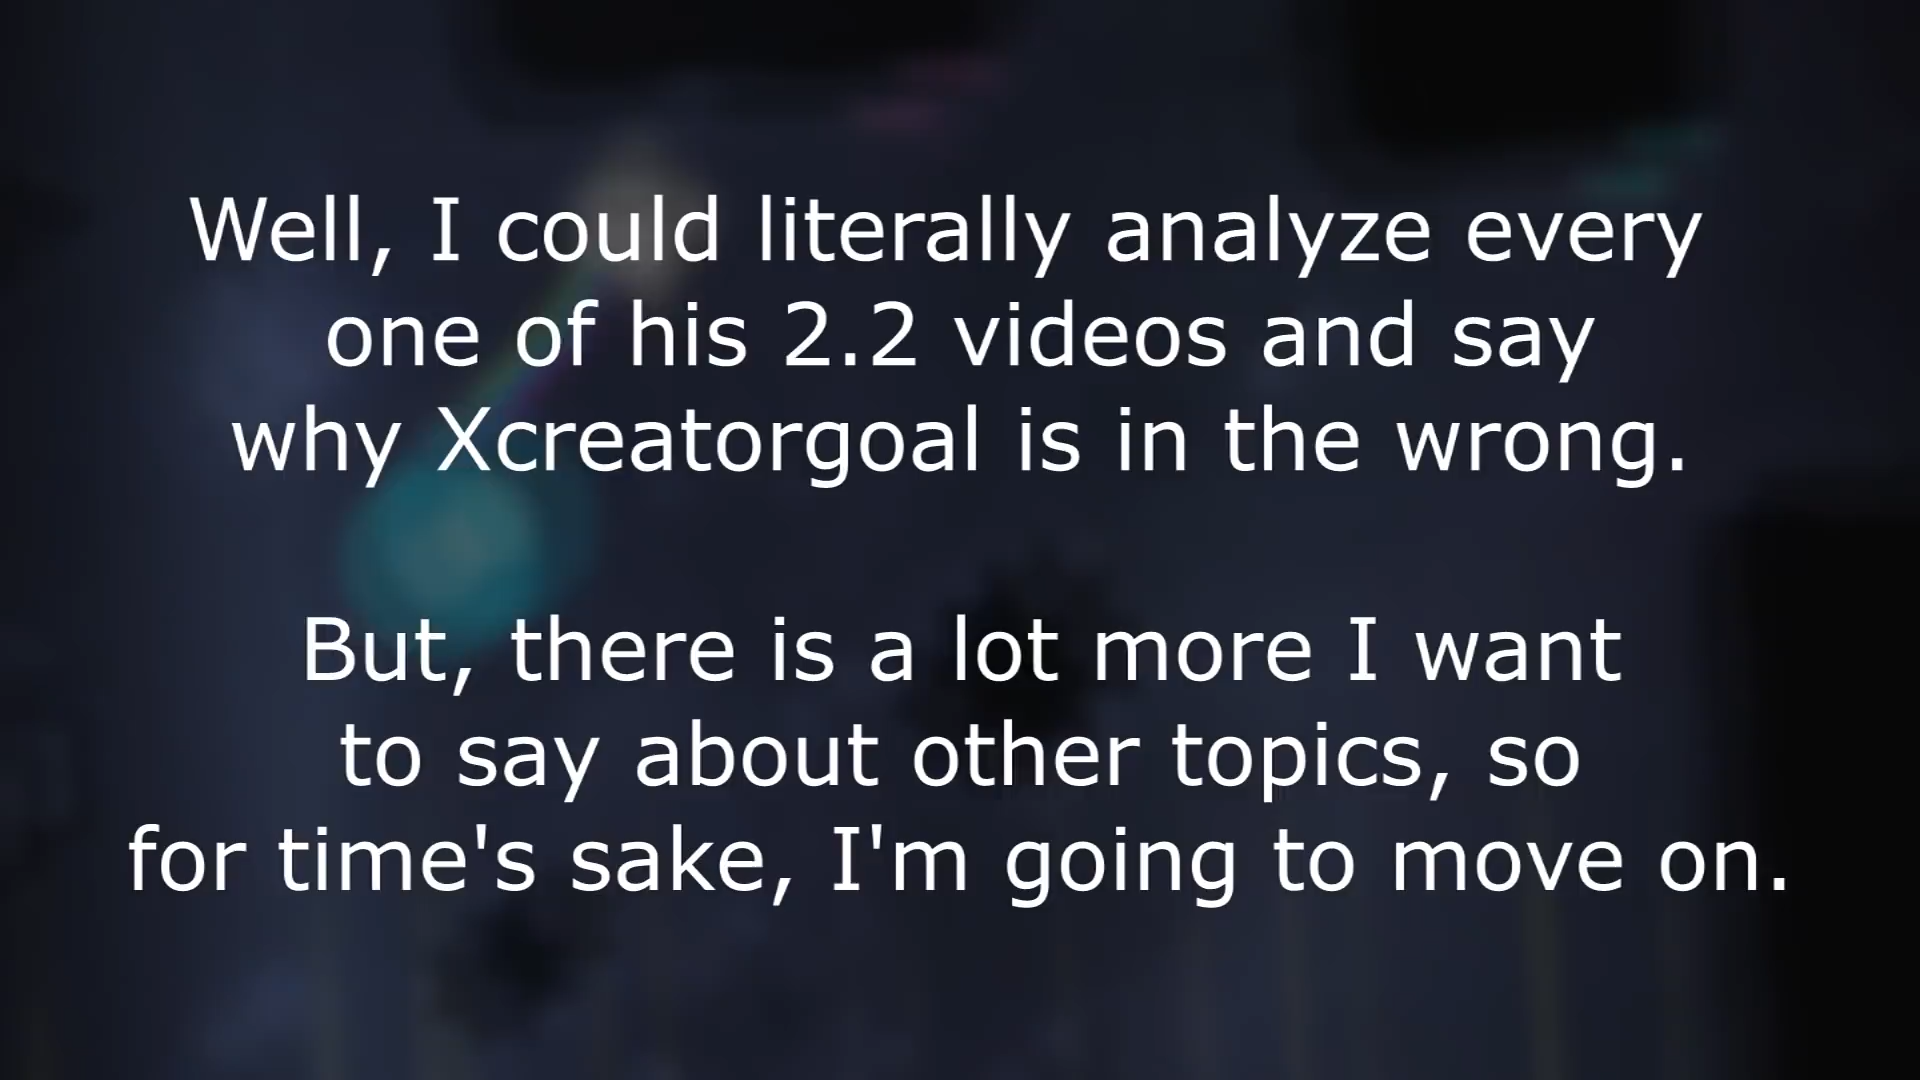 Well, I could literally analyze every
one of his 2.2 videos and say
why Xcreatorgoal is in the wrong.
But, there is a lot more I want
to say about other topics, so
for time's sake, I'm going to move on.